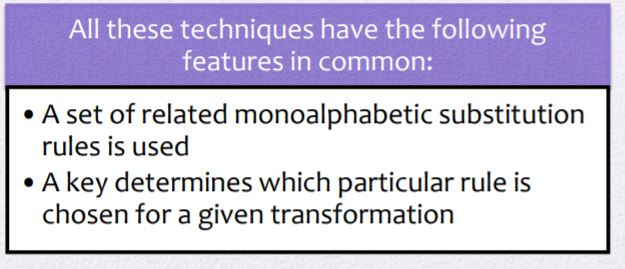 All these techniques have the following
features in common:
• A set of related monoalphabetic substitution
rules is used
• A key determines which particular rule is
chosen for a given transformation